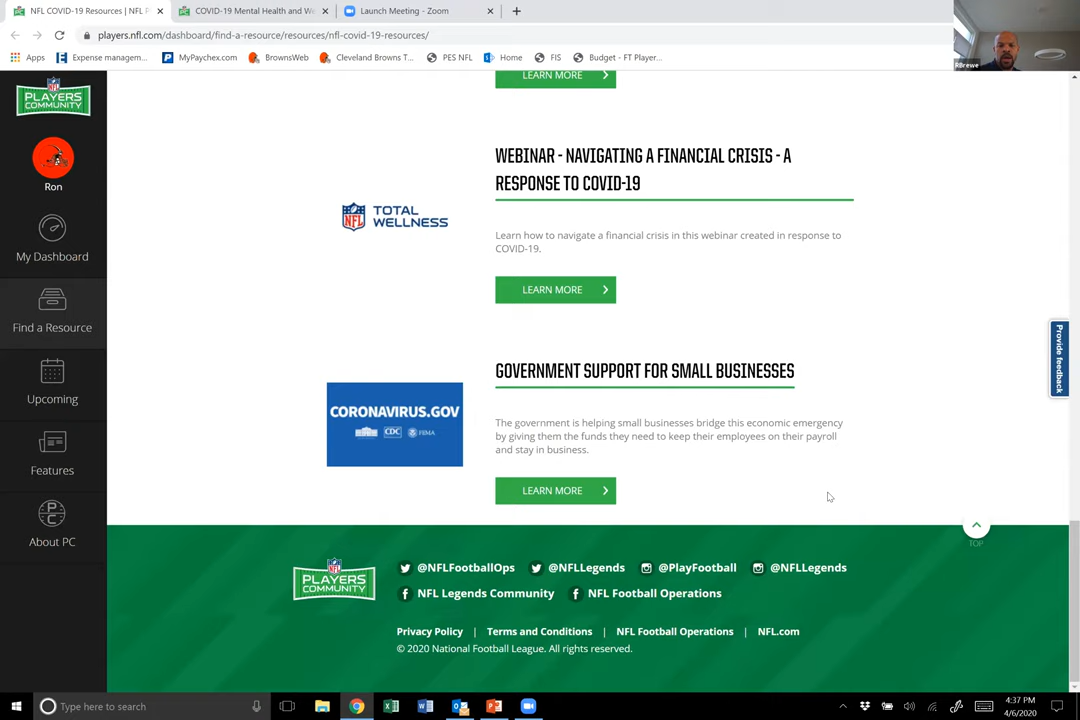 NFL COVID-19 Resources | NFL P
COVID-19 Mental Health and We
Launch Meeting - Zoom
players.nfl.com/dashboard/find-a-resource/resources/nfl-covid-19-resources/
Apps
Expense managem...
MyPaychex.com
BrownsWeb
Cleveland Browns T...
PES NFL
Home
FIS
Budget - FT Player...
RBrewe
NFL
PLAYERS
COMMUNITY
Ron
My Dashboard
Find a Resource
Upcoming
Features
PC
About PC
LEARN MORE
WEBINAR - NAVIGATING A FINANCIAL CRISIS - A
RESPONSE TO COVID-19
NFL
TOTAL
WELLNESS
Learn how to navigate a financial crisis in this webinar created in response to
COVID-19.
LEARN MORE
Provide feedback
GOVERNMENT SUPPORT FOR SMALL BUSINESSES
CORONAVIRUS.GOV
CDC
FEMA
The government is helping small businesses bridge this economic emergency
by giving them the funds they need to keep their employees on their payroll
and stay in business.
LEARN MORE
TOP
NFL
PLAYERS
COMMUNITY
@NFLFootballOps
@NFLLegends
@PlayFootball
@NFLLegends
NFL Legends Community
NFL Football Operations
Privacy Policy | Terms and Conditions | NFL Football Operations | NFL.com
© 2020 National Football League. All rights reserved.
Type here to search
4:37 PM
4/6/2020